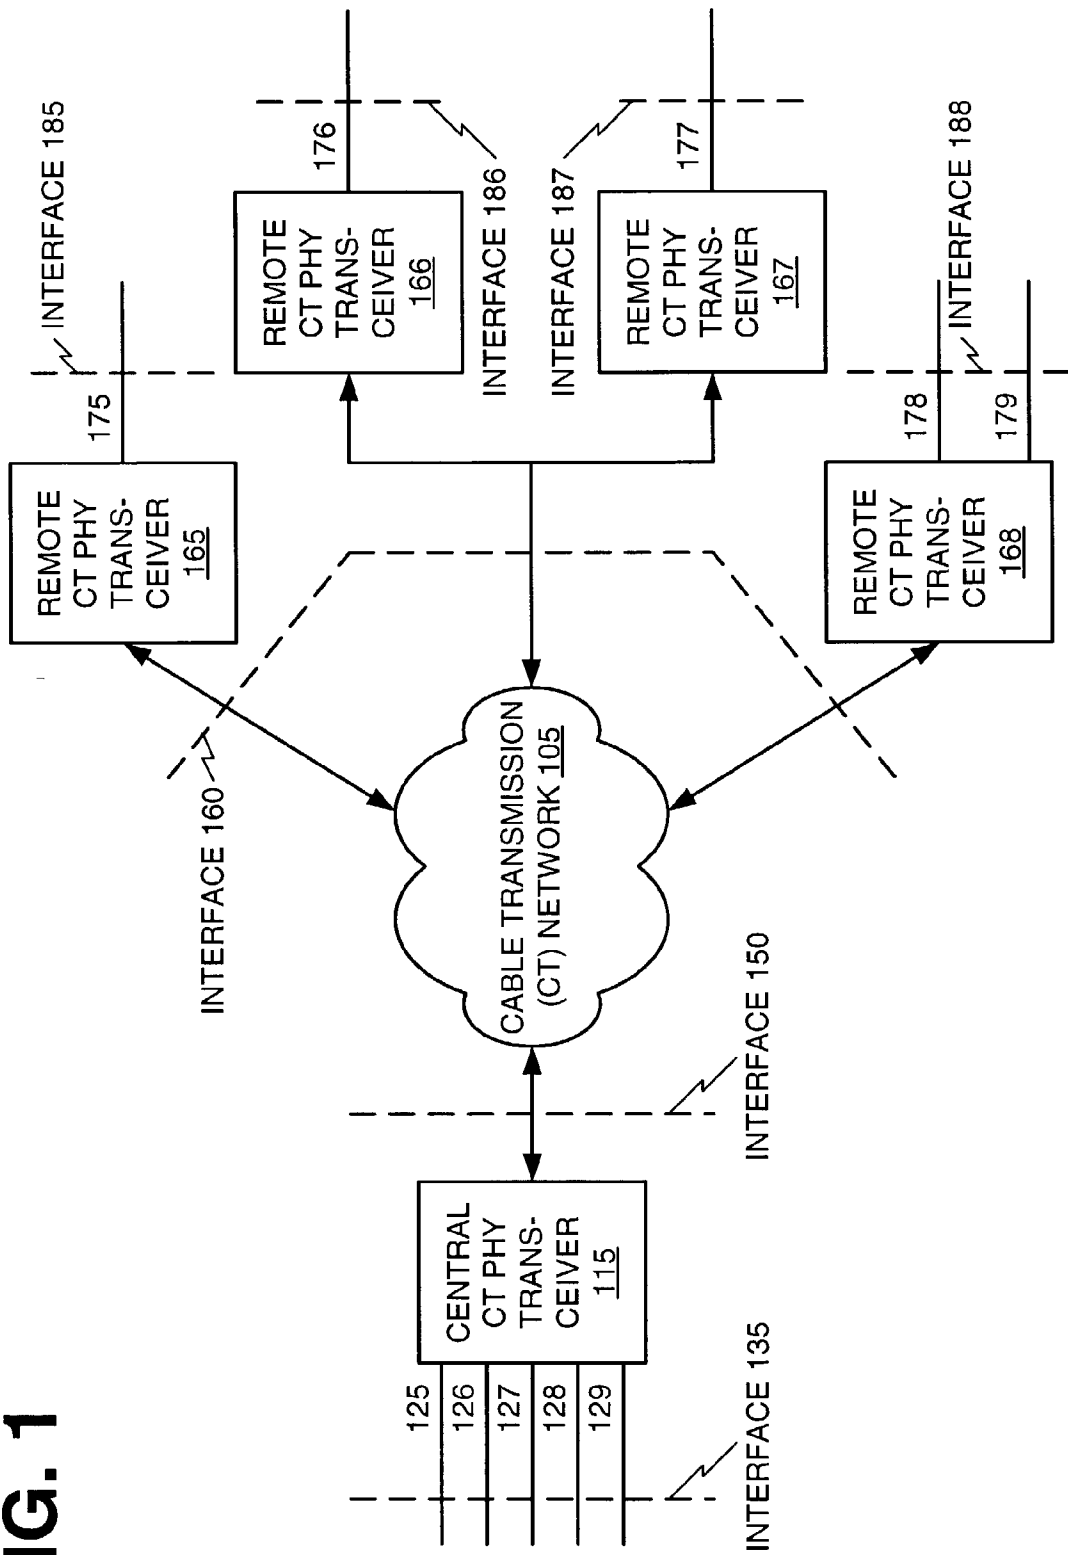 IG. 1
125
126
127
128
129
INTERFACE 135
CENTRAL
CT PHY
TRANS-
CEIVER
115
INTERFACE 150
CABLE TRANSMISSION
(CT) NETWORK 105
INTERFACE 160
REMOTE
CT PHY
TRANS-
CEIVER
165
175
INTERFACE 185
REMOTE
CT PHY
TRANS-
CEIVER
166
176
INTERFACE 186
INTERFACE 187
REMOTE
CT PHY
TRANS-
CEIVER
167
177
REMOTE
CT PHY
TRANS-
CEIVER
168
178
179
INTERFACE 188